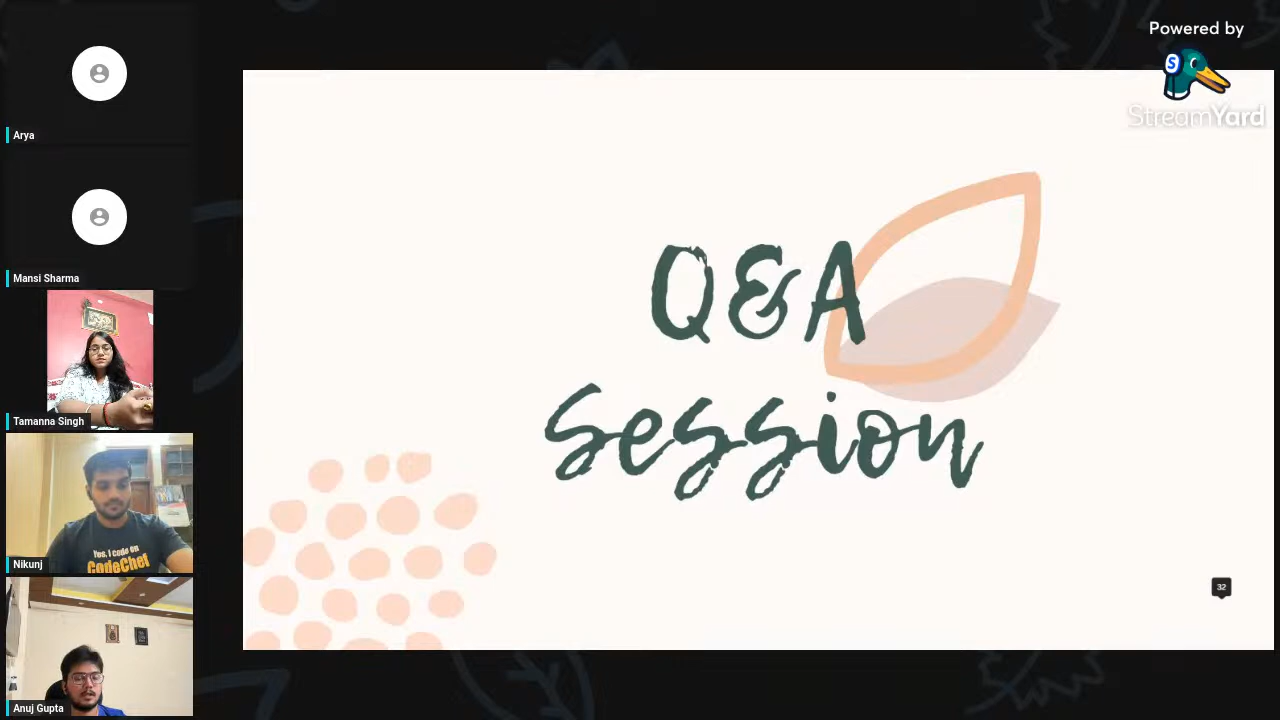 Powered by
S
StreamYard
Arya
Mansi Sharma
Tamanna Singh
Nikunj
Yes, I code on
CodeChef
Anuj Gupta
Q&A
session
32